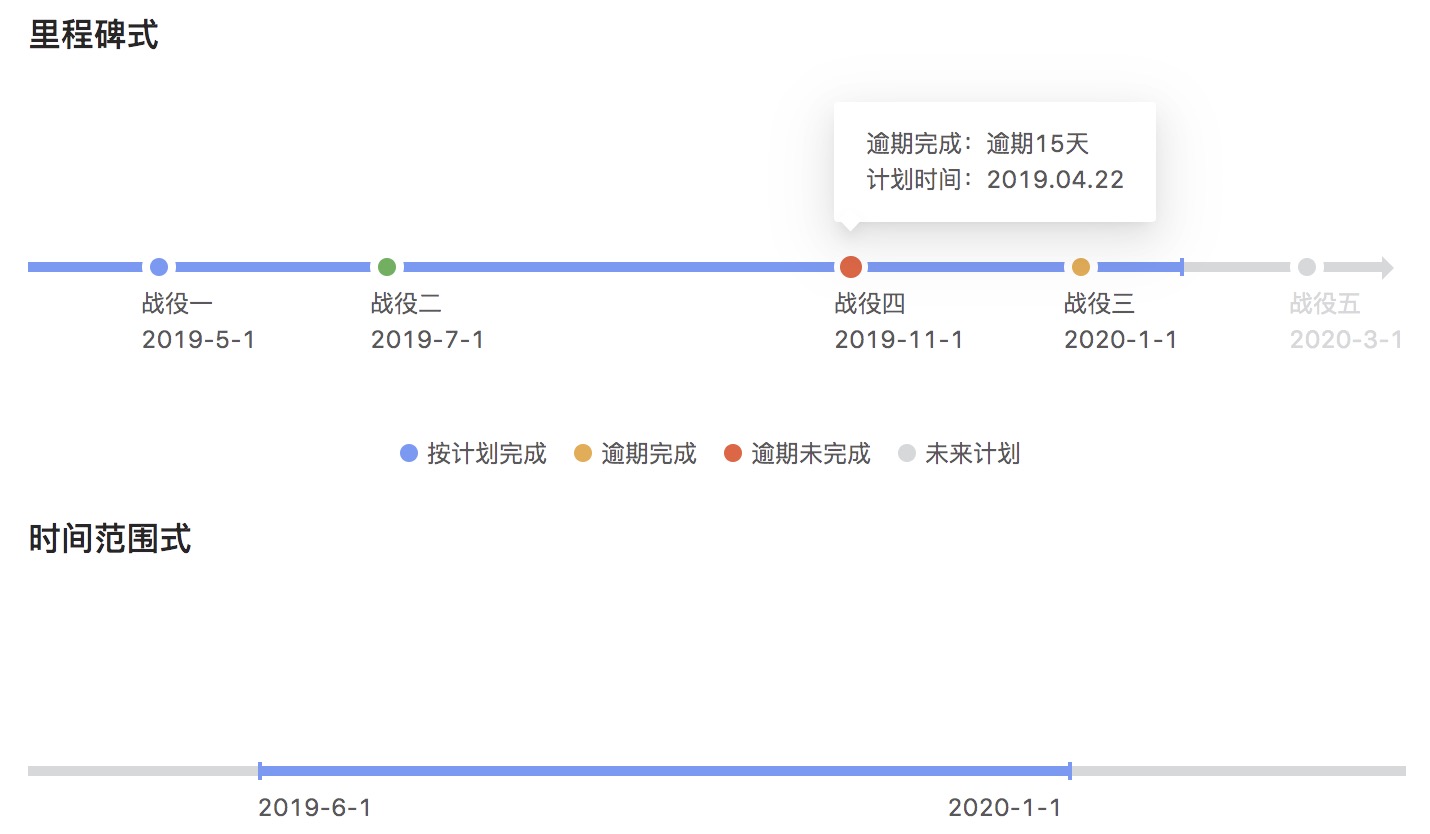 里程碑式
逾期完成：逾期15天
计划时间：2019.04.22
战役一
2019-5-1
战役二
2019-7-1
战役四
2019-11-1
战役三
2020-1-1
战役五
2020-3-1
按计划完成 逾期完成 逾期未完成 未来计划
时间范围式
2019-6-1 2020-1-1